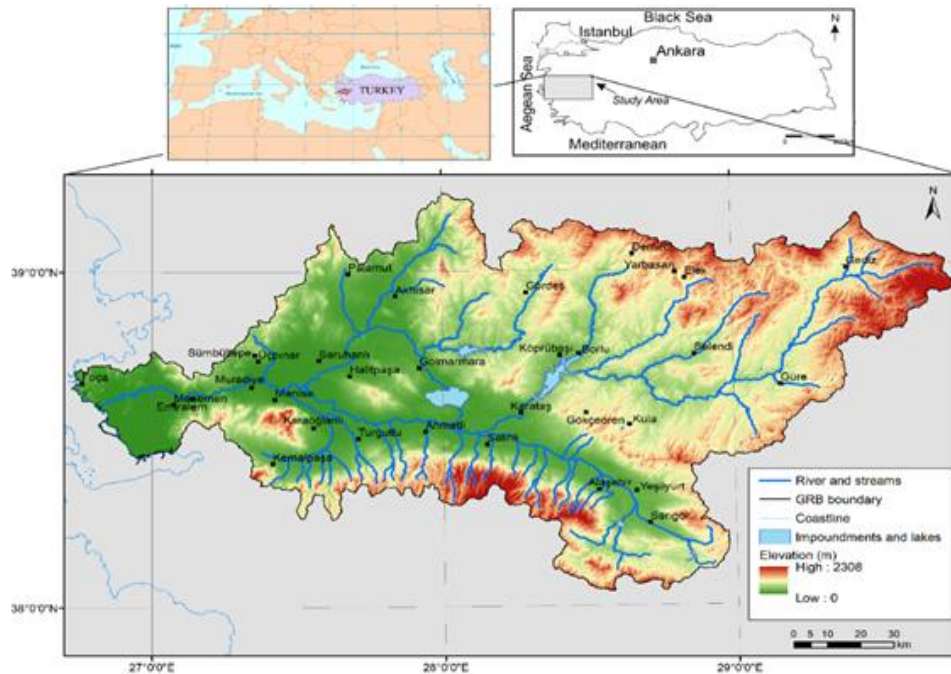 TURKEY
Black Sea
Istanbul
N
Ankara
Aegean Sea
Study Area
Mediterranean
0
N
39°0'0"N
38°0'0"N
27°0'0"E
28°0'0"E
29°0'0"E
Palamut
Akhisar
Gördes
Yarbasan
Gediz
Sümbültepe
Üçpınar
Saruhanlı
Halitpaşa
Gölmarmara
Köprübaşı
Borlu
Selendi
Güre
Foça
Muradiye
Manisa
Menemen
Emiralem
Karaoğlanlı
Turgutlu
Ahmetli
Salihli
Karataş
Gökçeören
Kula
Kemalpaşa
Alaşehir
Yeşilyurt
Sarıgöl
River and streams
GRB boundary
Coastline
Impoundments and lakes
Elevation (m)
High : 2308
Low : 0
0 5 10 20 30
km